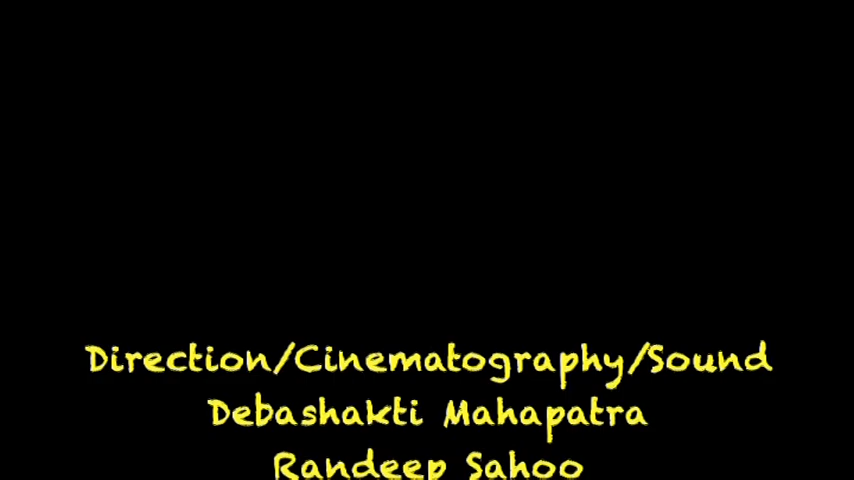 Direction/Cinematography/Sound
Debashakti Mahapatra
Randeep Sahoo